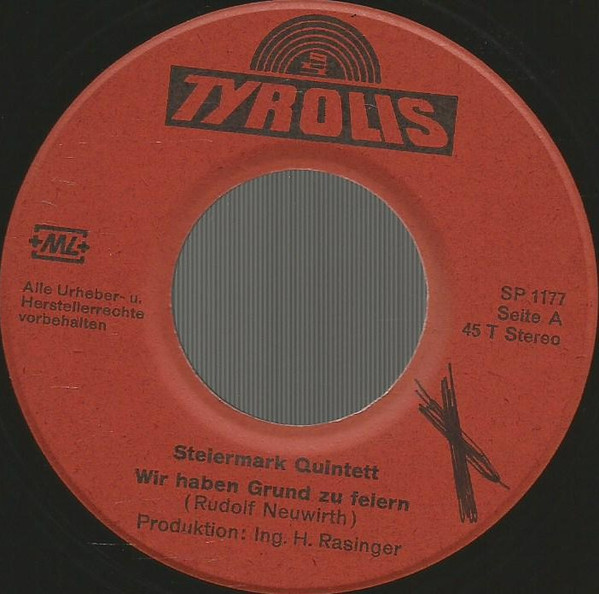 TYROLIS
+ML+
Alle Urheber- u.
Herstellerrechte
vorbehalten
SP 1177
Seite A
45 T Stereo
Steiermark Quintett
Wir haben Grund zu feiern
(Rudolf Neuwirth)
Produktion: Ing. H. Rasinger